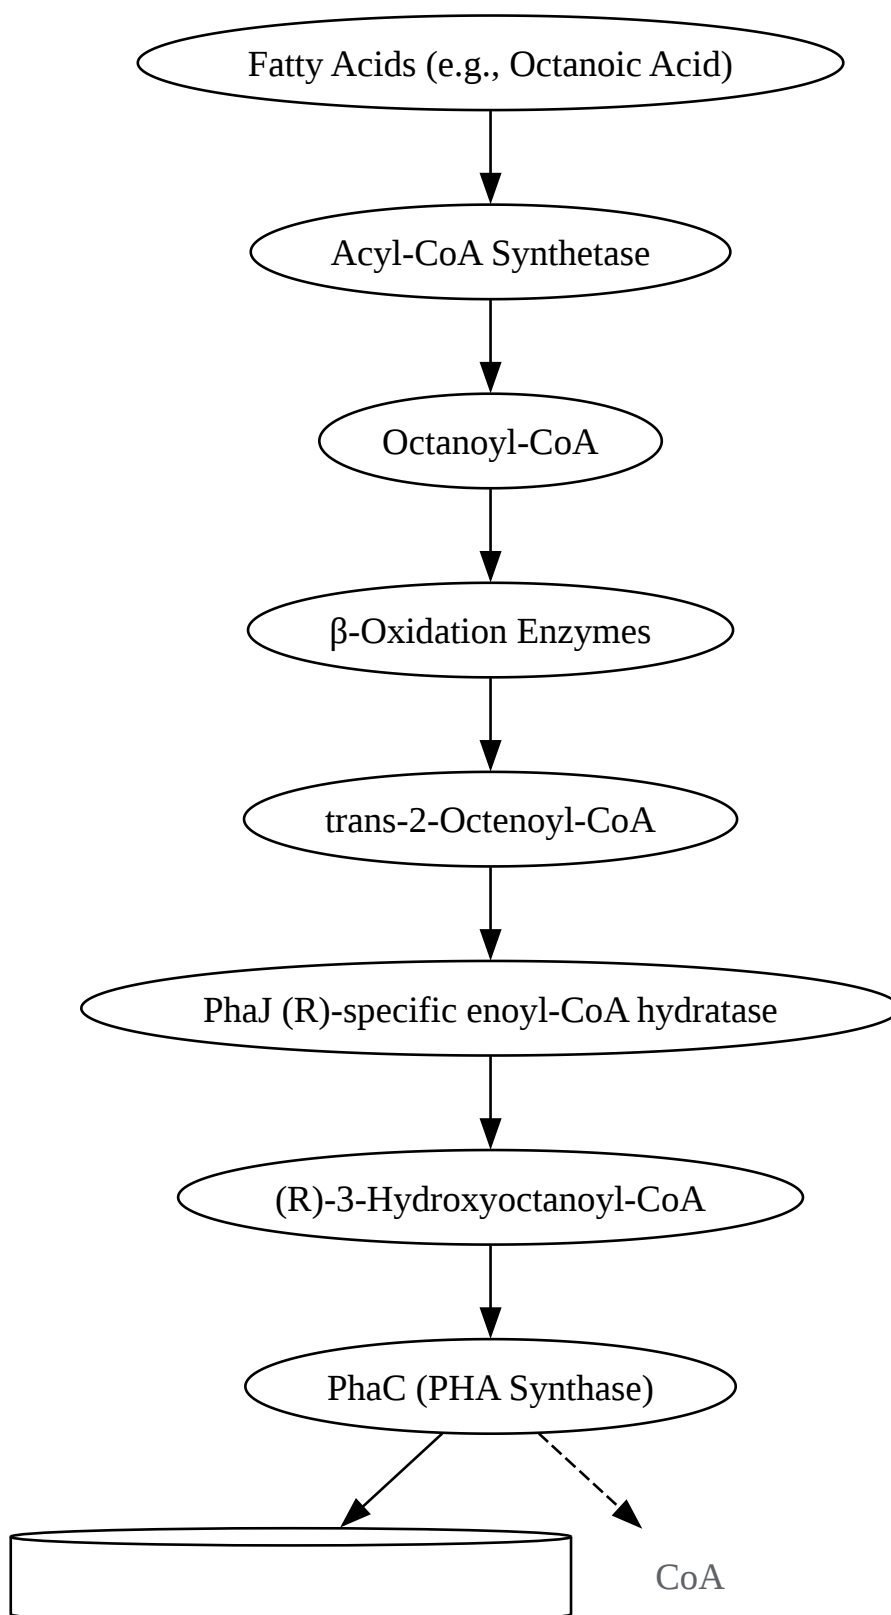 Fatty Acids (e.g., Octanoic Acid)
Acyl-CoA Synthetase
Octanoyl-CoA
β-Oxidation Enzymes
trans-2-Octenoyl-CoA
PhaJ (R)-specific enoyl-CoA hydratase
(R)-3-Hydroxyoctanoyl-CoA
PhaC (PHA Synthase)
CoA